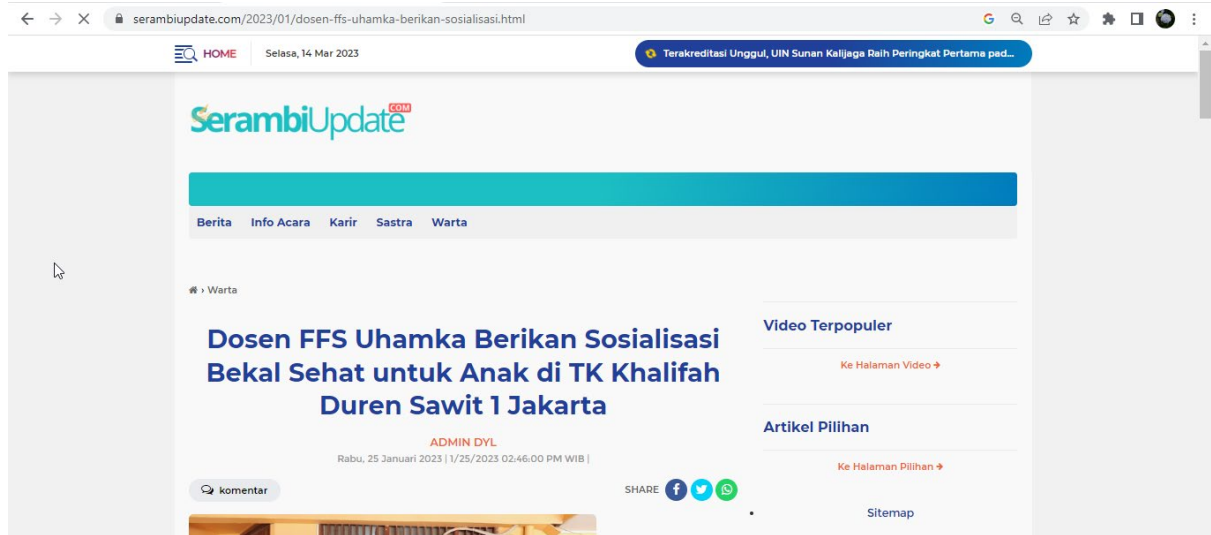 serambiupdate.com/2023/01/dosen-ffs-uhamka-berikan-sosialisasi.html
HOME
Selasa, 14 Mar 2023
Terakreditasi Unggul, UIN Sunan Kalijaga Raih Peringkat Pertama pad...
SerambiUpdate COM
Berita Info Acara Karir Sastra Warta
› Warta
Dosen FFS Uhamka Berikan Sosialisasi
Bekal Sehat untuk Anak di TK Khalifah
Duren Sawit 1 Jakarta
ADMIN DYL
Rabu, 25 Januari 2023 | 1/25/2023 02:46:00 PM WIB |
komentar
SHARE
Video Terpopuler
Ke Halaman Video
Artikel Pilihan
Ke Halaman Pilihan
Sitemap